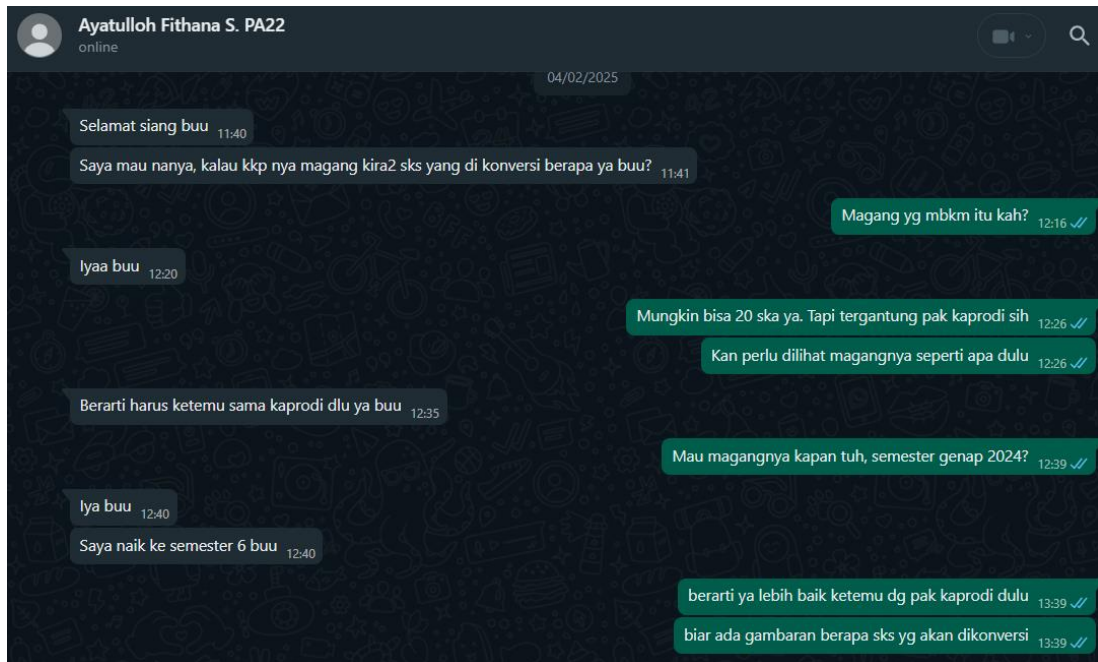 Ayatulloh Fithana S. PA22
online
04/02/2025
Selamat siang buu 11:40
Saya mau nanya, kalau kkp nya magang kira2 sks yang di konversi berapa ya buu? 11:41
Magang yg mbkm itu kah? 12:16
Iyaa buu 12:20
Mungkin bisa 20 ska ya. Tapi tergantung pak kaprodi sih 12:26
Kan perlu dilihat magangnya seperti apa dulu 12:26
Berarti harus ketemu sama kaprodi dlu ya buu 12:35
Mau magangnya kapan tuh, semester genap 2024? 12:39
Iya buu 12:40
Saya naik ke semester 6 buu 12:40
berarti ya lebih baik ketemu dg pak kaprodi dulu 13:39
biar ada gambaran berapa sks yg akan dikonversi 13:39